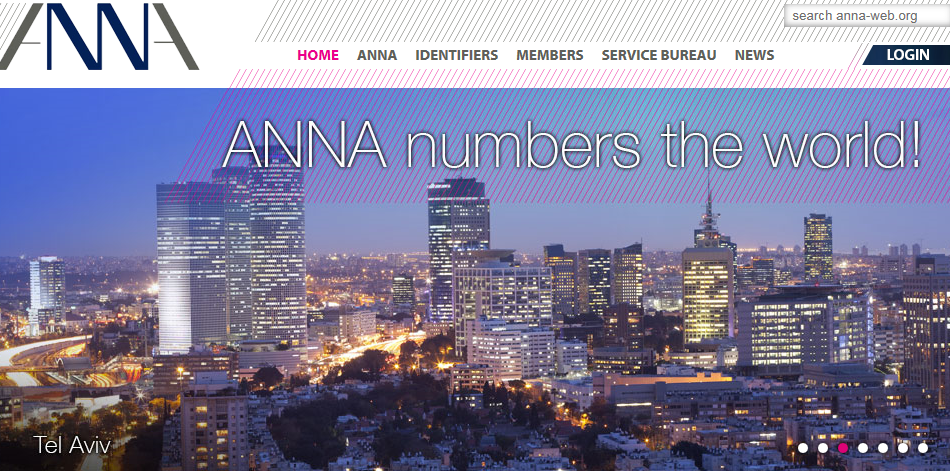 ANNA
search anna-web.org
HOME ANNA IDENTIFIERS MEMBERS SERVICE BUREAU NEWS
LOGIN
ANNA numbers the world!
Tel Aviv